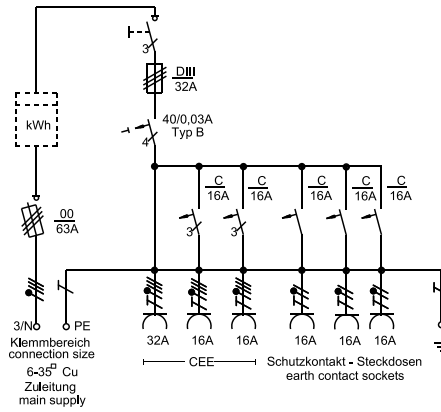 3
DIII
32A
kWh
40/0,03A
Typ B
4
C
16A
C
16A
C
16A
C
16A
C
16A
00
63A
3
3
3/N PE
32A 16A 16A 16A 16A 16A
Klemmbereich
connection size
6-35□ Cu
Zuleitung
main supply
CEE
Schutzkontakt - Steckdosen
earth contact sockets